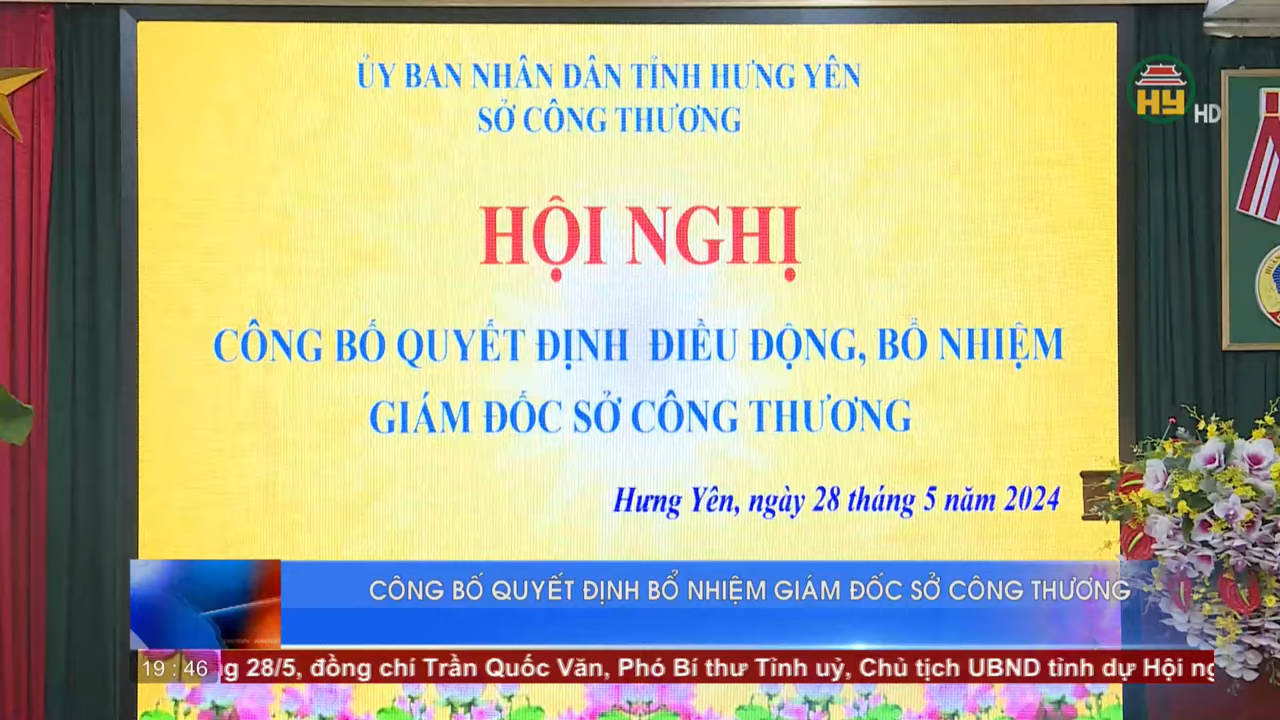 ỦY BAN NHÂN DÂN TỈNH HƯNG YÊN
SỞ CÔNG THƯƠNG
HY HD
HỘI NGHỊ
CÔNG BỐ QUYẾT ĐỊNH ĐIỀU ĐỘNG, BỔ NHIỆM
GIÁM ĐỐC SỞ CÔNG THƯƠNG
Hưng Yên, ngày 28 tháng 5 năm 2024
CÔNG BỐ QUYẾT ĐỊNH BỔ NHIỆM GIÁM ĐỐC SỞ CÔNG THƯƠNG
19:46 28/5, đồng chí Trần Quốc Văn, Phó Bí thư Tỉnh uỷ, Chủ tịch UBND tỉnh dự Hội